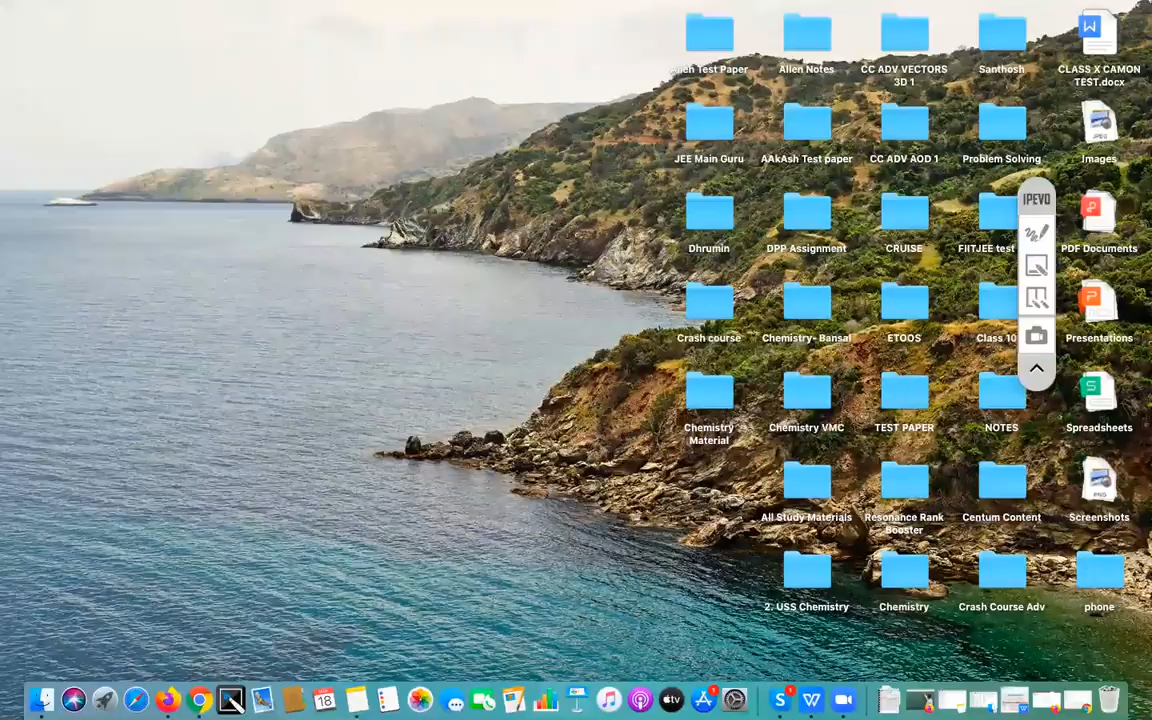 Allen Test Paper
Allen Notes
CC ADV VECTORS
3D 1
Santhosh
CLASS X CAMON
TEST.docx
JEE Main Guru
AAkAsh Test paper
CC ADV AOD 1
Problem Solving
Images
Dhrumin
DPP Assignment
CRUISE
FIITJEE test
PDF Documents
IPEVO
Crash course
Chemistry- Bansal
ETOOS
Class 10
Presentations
Chemistry
Material
Chemistry VMC
TEST PAPER
NOTES
Spreadsheets
All Study Materials
Resonance Rank
Booster
Centum Content
Screenshots
2. USS Chemistry
Chemistry
Crash Course Adv
phone